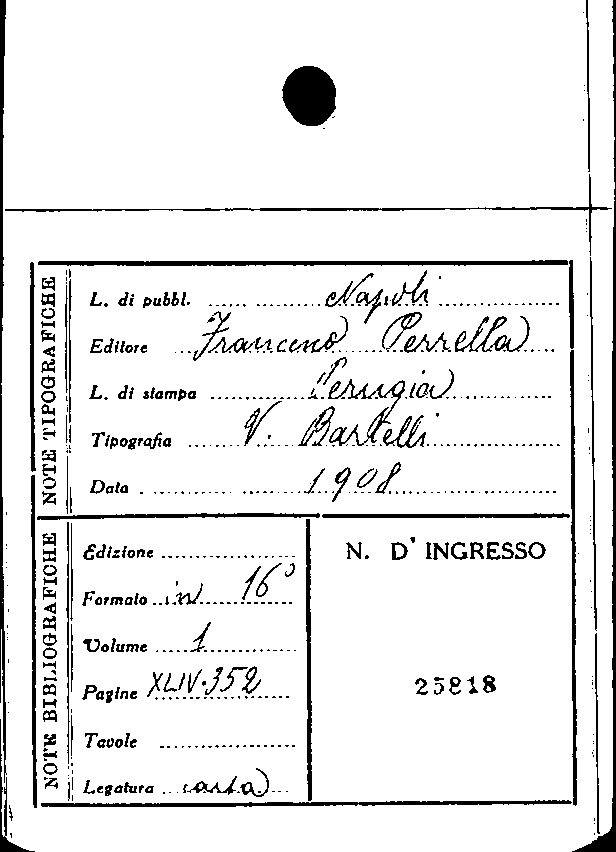 NOTE TIPOGRAFICHE
L. di pubbl. Napoli
Editore Francesco Perrella
L. di stampa Perugia
Tipografia V. Bartelli
Data 1908
NOTE BIBLIOGRAFICHE
Edizione
Formato in 16°
Volume 1
Pagine XLIV-352
Tavole
Legatura carta
N. D' INGRESSO
25818